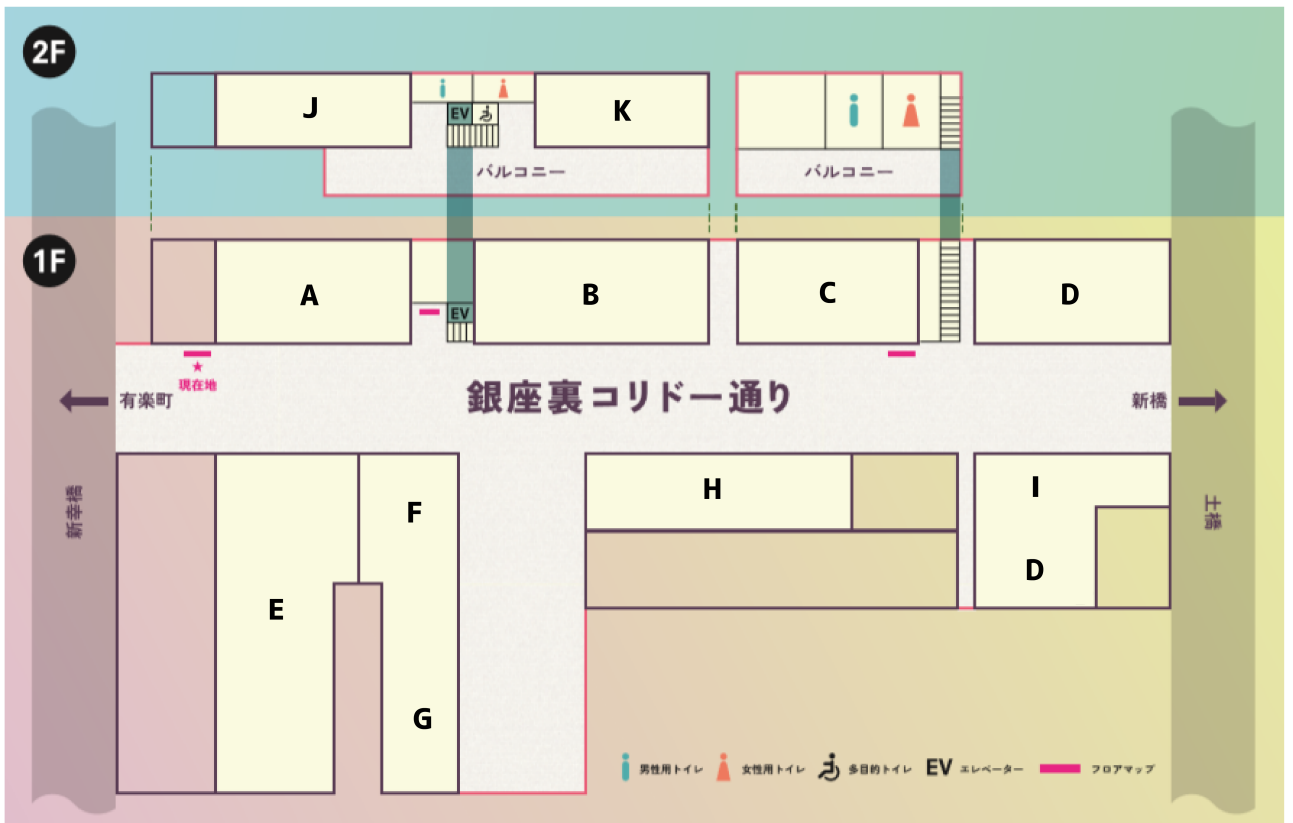 2F
J
K
EV
バルコニー
バルコニー
1F
A
B
C
D
EV
現在地
有楽町
銀座裏コリドー通り
新橋
新幸橋
土橋
E
F
G
H
I
D
男性用トイレ
女性用トイレ
多目的トイレ
EV エレベーター
フロアマップ